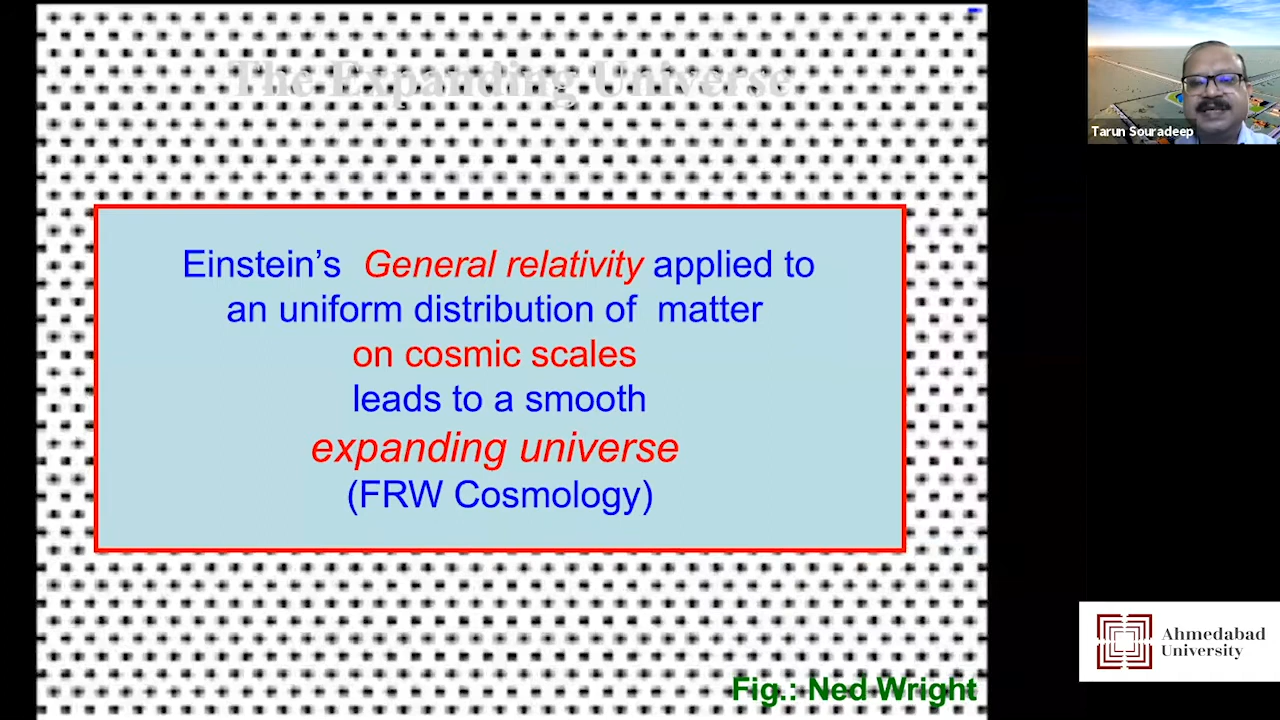 The Expanding Universe
Einstein’s General relativity applied to
an uniform distribution of matter
on cosmic scales
leads to a smooth
expanding universe
(FRW Cosmology)
Fig.: Ned Wright
Tarun Souradeep
Ahmedabad
University